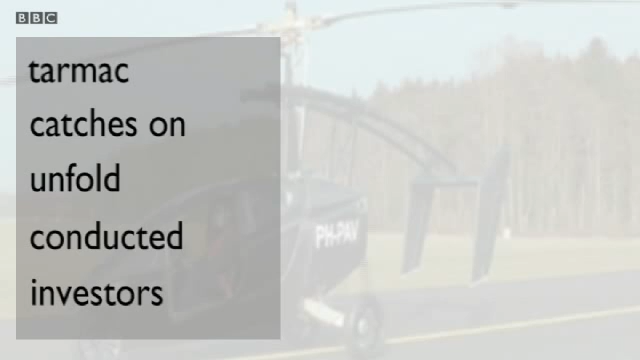 BBC
tarmac
catches on
unfold
conducted
investors
PH-PAV